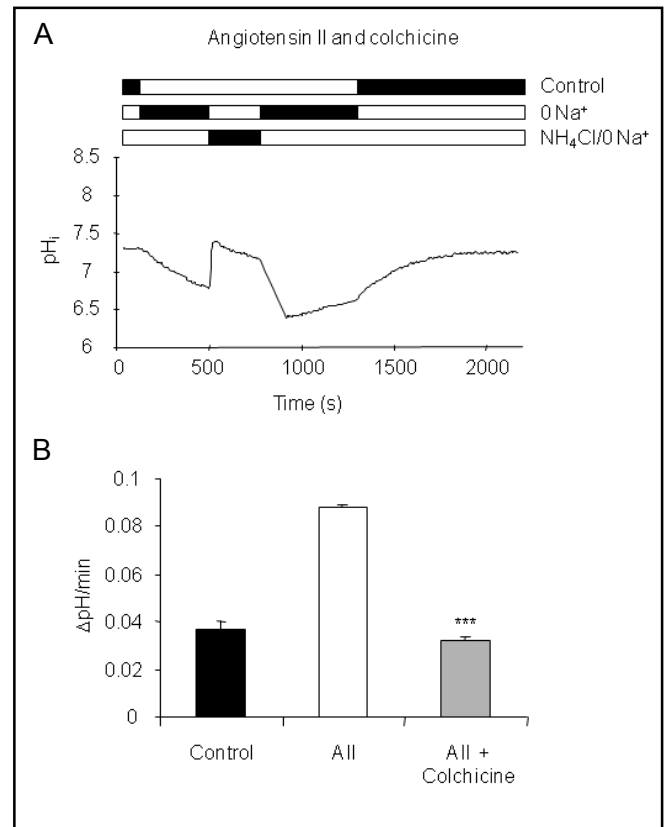 A
Angiotensin II and colchicine
Control
0 Na⁺
NH₄Cl/0 Na⁺
8.5
8
7.5
7
6.5
6
pHᵢ
0 500 1000 1500 2000
Time (s)
B
0.1
0.08
0.06
0.04
0.02
0
ΔpH/min
***
Control AII AII +
Colchicine